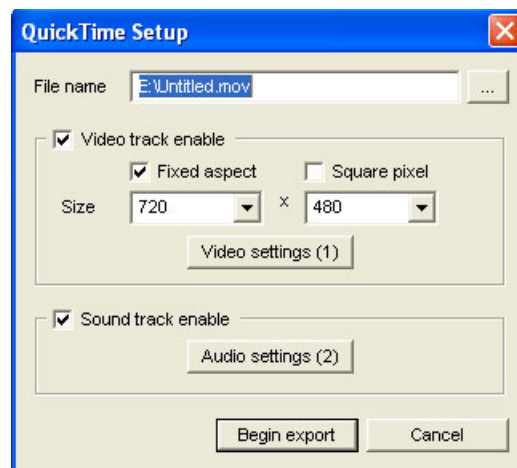 QuickTime Setup
File name E:\Untitled.mov ...
Video track enable
Fixed aspect Square pixel
Size 720 x 480
Video settings (1)
Sound track enable
Audio settings (2)
Begin export Cancel